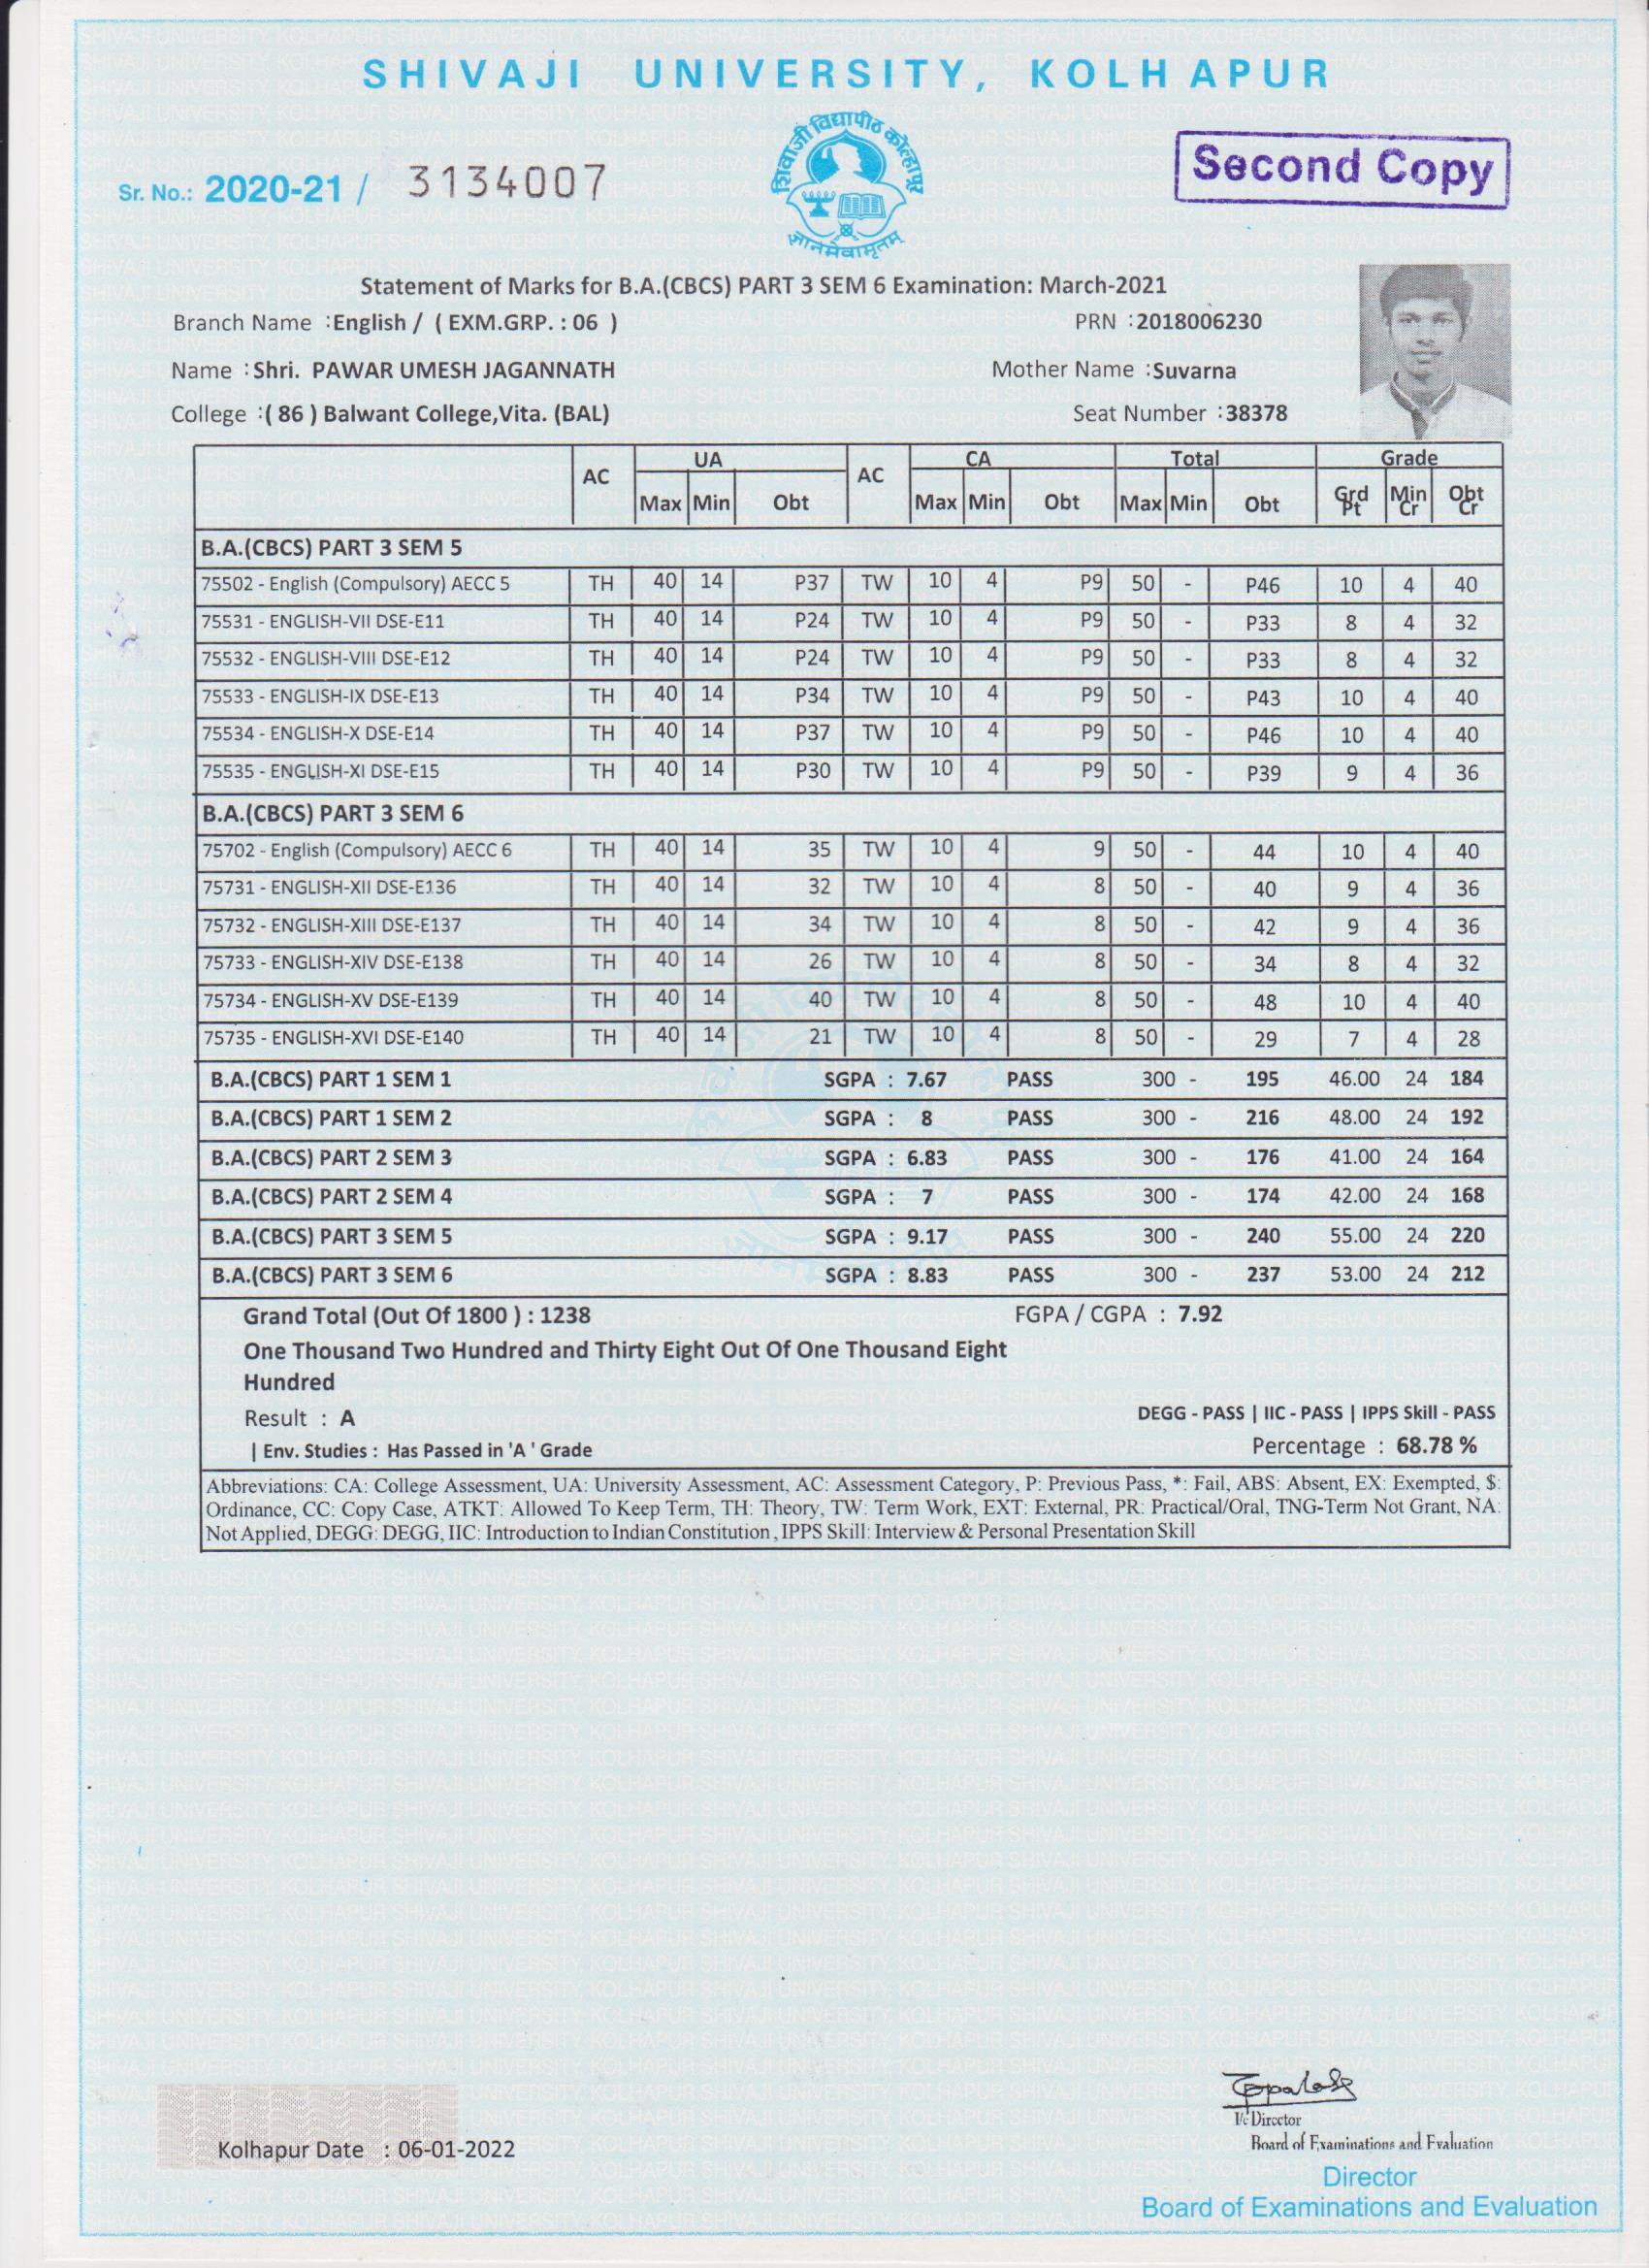 SHIVAJI UNIVERSITY, KOLHAPUR
शिवाजी विद्यापीठ कोल्हापूर
ज्ञानमेवामृतम्
Sr. No.: 2020-21 / 3134007
Second Copy
Statement of Marks for B.A.(CBCS) PART 3 SEM 6 Examination: March-2021
Branch Name :English / ( EXM.GRP. : 06 ) PRN :2018006230
Name :Shri. PAWAR UMESH JAGANNATH Mother Name :Suvarna
College :( 86 ) Balwant College,Vita. (BAL) Seat Number :38378
AC UA AC CA Total Grade
Max Min Obt Max Min Obt Max Min Obt Grd Pt Min Cr Obt Cr
B.A.(CBCS) PART 3 SEM 5
75502 - English (Compulsory) AECC 5 TH 40 14 P37 TW 10 4 P9 50 - P46 10 4 40
75531 - ENGLISH-VII DSE-E11 TH 40 14 P24 TW 10 4 P9 50 - P33 8 4 32
75532 - ENGLISH-VIII DSE-E12 TH 40 14 P24 TW 10 4 P9 50 - P33 8 4 32
75533 - ENGLISH-IX DSE-E13 TH 40 14 P34 TW 10 4 P9 50 - P43 10 4 40
75534 - ENGLISH-X DSE-E14 TH 40 14 P37 TW 10 4 P9 50 - P46 10 4 40
75535 - ENGLISH-XI DSE-E15 TH 40 14 P30 TW 10 4 P9 50 - P39 9 4 36
B.A.(CBCS) PART 3 SEM 6
75702 - English (Compulsory) AECC 6 TH 40 14 35 TW 10 4 9 50 - 44 10 4 40
75731 - ENGLISH-XII DSE-E136 TH 40 14 32 TW 10 4 8 50 - 40 9 4 36
75732 - ENGLISH-XIII DSE-E137 TH 40 14 34 TW 10 4 8 50 - 42 9 4 36
75733 - ENGLISH-XIV DSE-E138 TH 40 14 26 TW 10 4 8 50 - 34 8 4 32
75734 - ENGLISH-XV DSE-E139 TH 40 14 40 TW 10 4 8 50 - 48 10 4 40
75735 - ENGLISH-XVI DSE-E140 TH 40 14 21 TW 10 4 8 50 - 29 7 4 28
B.A.(CBCS) PART 1 SEM 1 SGPA : 7.67 PASS 300 - 195 46.00 24 184
B.A.(CBCS) PART 1 SEM 2 SGPA : 8 PASS 300 - 216 48.00 24 192
B.A.(CBCS) PART 2 SEM 3 SGPA : 6.83 PASS 300 - 176 41.00 24 164
B.A.(CBCS) PART 2 SEM 4 SGPA : 7 PASS 300 - 174 42.00 24 168
B.A.(CBCS) PART 3 SEM 5 SGPA : 9.17 PASS 300 - 240 55.00 24 220
B.A.(CBCS) PART 3 SEM 6 SGPA : 8.83 PASS 300 - 237 53.00 24 212
Grand Total (Out Of 1800 ) : 1238 FGPA / CGPA : 7.92
One Thousand Two Hundred and Thirty Eight Out Of One Thousand Eight
Hundred
Result : A DEGG - PASS | IIC - PASS | IPPS Skill - PASS
| Env. Studies : Has Passed in 'A ' Grade Percentage : 68.78 %
Abbreviations: CA: College Assessment, UA: University Assessment, AC: Assessment Category, P: Previous Pass, *: Fail, ABS: Absent, EX: Exempted, $:
Ordinance, CC: Copy Case, ATKT: Allowed To Keep Term, TH: Theory, TW: Term Work, EXT: External, PR: Practical/Oral, TNG-Term Not Grant, NA:
Not Applied, DEGG: DEGG, IIC: Introduction to Indian Constitution , IPPS Skill: Interview & Personal Presentation Skill
I/c Director
Board of Examinations and Evaluation
Kolhapur Date : 06-01-2022
Director
Board of Examinations and Evaluation